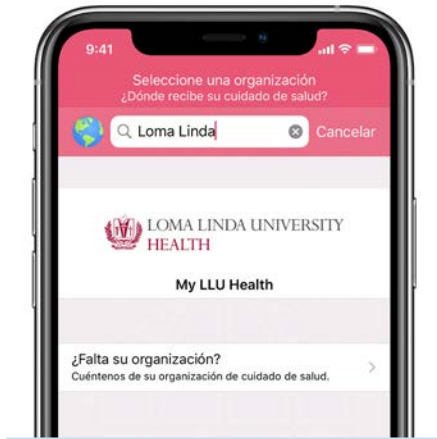 9:41
Seleccione una organización
¿Dónde recibe su cuidado de salud?
Loma Linda
Cancelar
LOMA LINDA UNIVERSITY
HEALTH
My LLU Health
¿Falta su organización?
Cuéntenos de su organización de cuidado de salud.